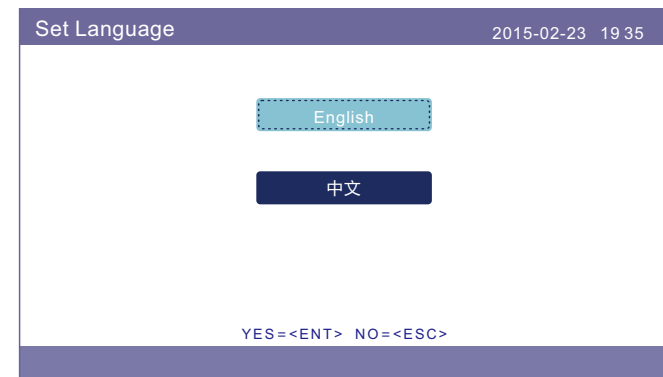 Set Language 2015-02-23 19 35
English
中文
YES=<ENT> NO=<ESC>